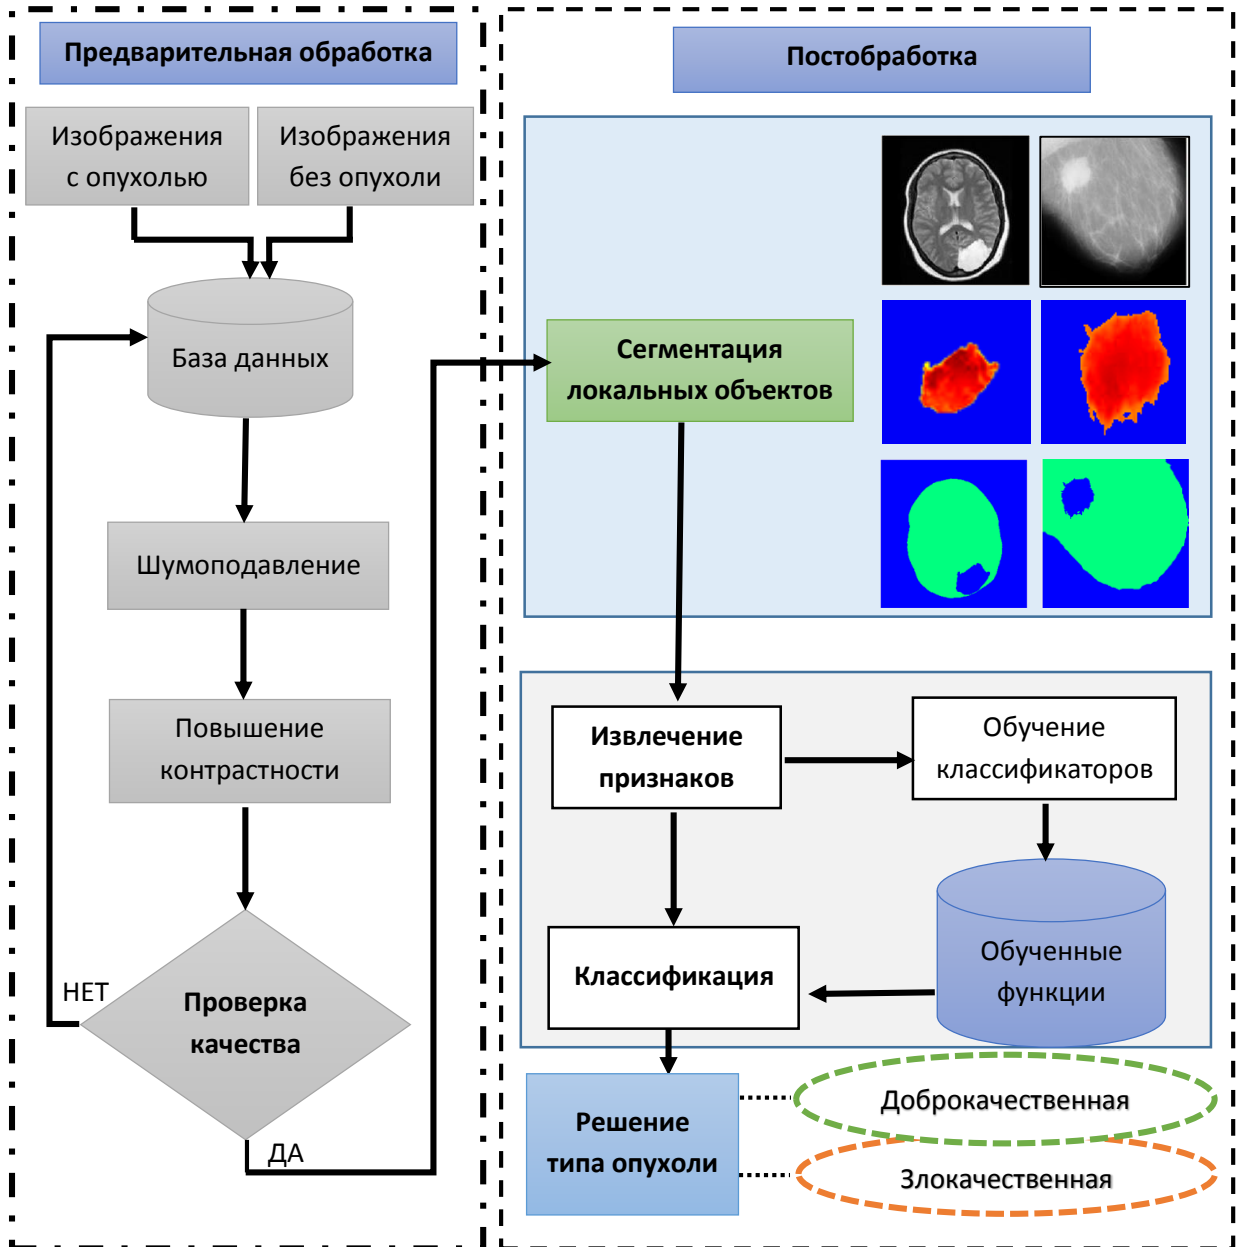 Предварительная обработка
Изображения
с опухолью
Изображения
без опухоли
База данных
Шумоподавление
Повышение
контрастности
НЕТ
Проверка
качества
ДА
Постобработка
Сегментация
локальных объектов
Извлечение
признаков
Обучение
классификаторов
Обученные
функции
Классификация
Решение
типа опухоли
Доброкачественная
Злокачественная